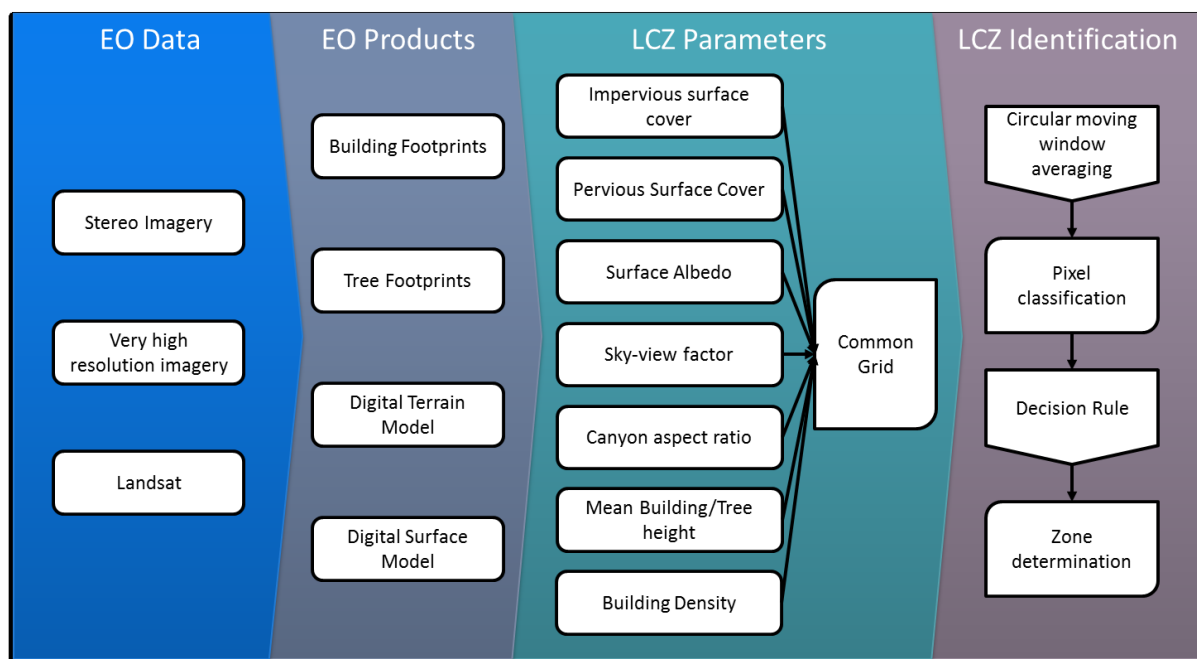 EO Data
EO Products
LCZ Parameters
LCZ Identification
Stereo Imagery
Very high
resolution imagery
Landsat
Building Footprints
Tree Footprints
Digital Terrain
Model
Digital Surface
Model
Impervious surface
cover
Pervious Surface Cover
Surface Albedo
Sky-view factor
Canyon aspect ratio
Mean Building/Tree
height
Building Density
Common
Grid
Circular moving
window
averaging
Pixel
classification
Decision Rule
Zone
determination